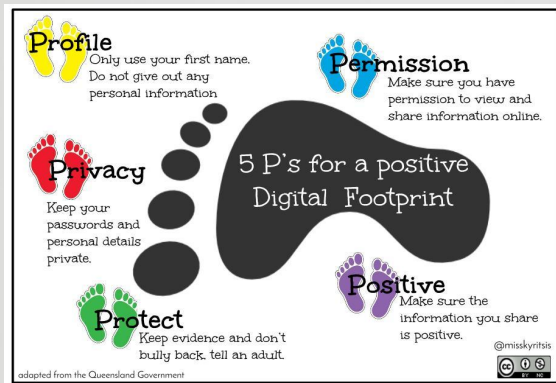 Profile
Only use your first name.
Do not give out any
personal information
Permission
Make sure you have
permission to view and
share information online.
Privacy
Keep your
passwords and
personal details
private.
5 P's for a positive
Digital Footprint
Protect
Keep evidence and don't
bully back, tell an adult.
Positive
Make sure the
information you share
is positive.
@misskyritsis
adapted from the Queensland Government
cc
BY NC